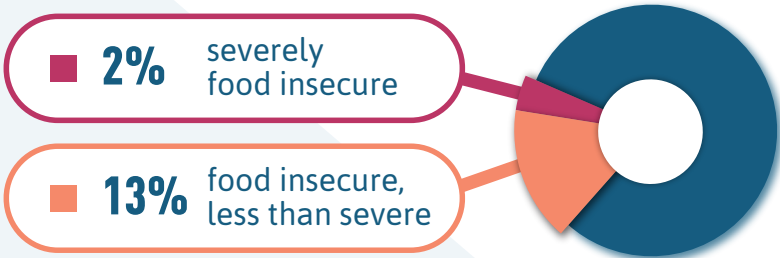 2% severely
food insecure
13% food insecure,
less than severe